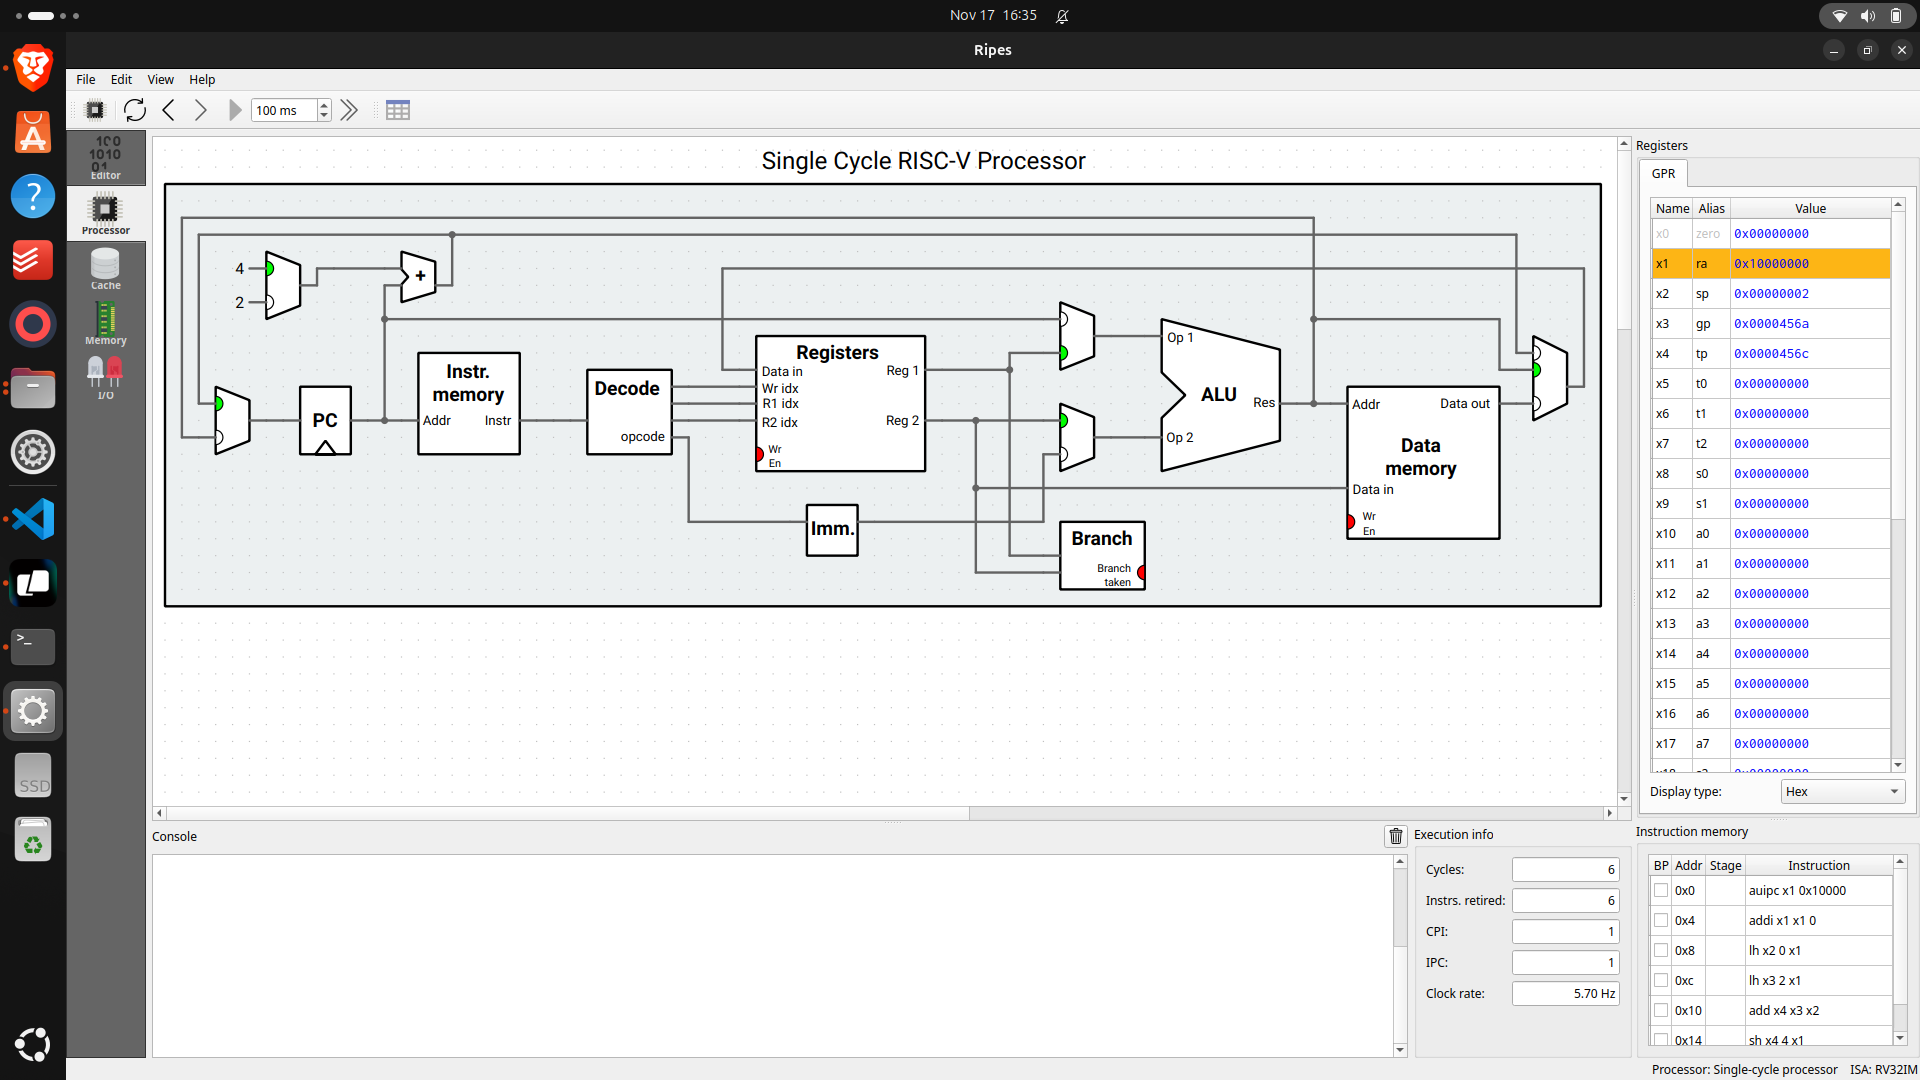 Nov 17 16:35
Ripes
File Edit View Help
100 ms
Editor
Processor
Cache
Memory
I/O
Single Cycle RISC-V Processor
4
2
+
PC
Instr. memory
Addr
Instr
Decode
opcode
Registers
Data in
Wr idx
R1 idx
R2 idx
Wr En
Reg 1
Reg 2
Imm.
Op 1
Op 2
ALU
Res
Branch
Branch taken
Data memory
Addr
Data out
Data in
Wr En
Registers
GPR
Name Alias Value
x0 zero 0x00000000
x1 ra 0x10000000
x2 sp 0x00000002
x3 gp 0x0000456a
x4 tp 0x0000456c
x5 t0 0x00000000
x6 t1 0x00000000
x7 t2 0x00000000
x8 s0 0x00000000
x9 s1 0x00000000
x10 a0 0x00000000
x11 a1 0x00000000
x12 a2 0x00000000
x13 a3 0x00000000
x14 a4 0x00000000
x15 a5 0x00000000
x16 a6 0x00000000
x17 a7 0x00000000
Display type: Hex
Console
Execution info
Cycles: 6
Instrs. retired: 6
CPI: 1
IPC: 1
Clock rate: 5.70 Hz
Instruction memory
BP Addr Stage Instruction
0x0 auipc x1 0x10000
0x4 addi x1 x1 0
0x8 lh x2 0 x1
0xc lh x3 2 x1
0x10 add x4 x3 x2
0x14 sh x4 4 x1
Processor: Single-cycle processor ISA: RV32IM
SSD